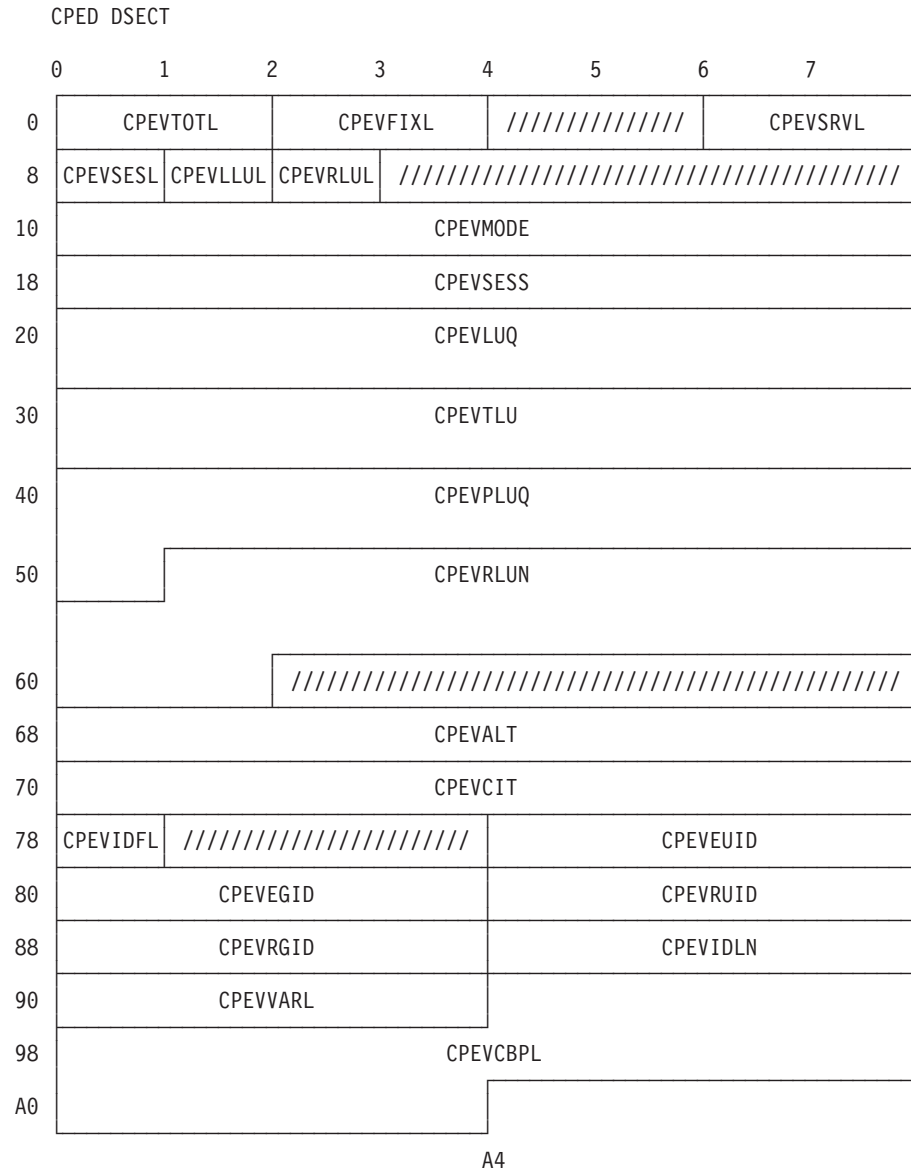 CPED DSECT
0 1 2 3 4 5 6 7
0 CPEVTOTL CPEVFIXL /////////////// CPEVSRVL
8 CPEVSESL CPEVLLUL CPEVRLUL //////////////////////////////////////////
10 CPEVMODE
18 CPEVSESS
20 CPEVLUQ
30 CPEVTLU
40 CPEVPLUQ
50 CPEVRLUN
60 ///////////////////////////////////////////////////
68 CPEVALT
70 CPEVCIT
78 CPEVIDFL //////////////////////// CPEVEUID
80 CPEVEGID CPEVRUID
88 CPEVRGID CPEVIDLN
90 CPEVVARL
98 CPEVCBPL
A0
A4